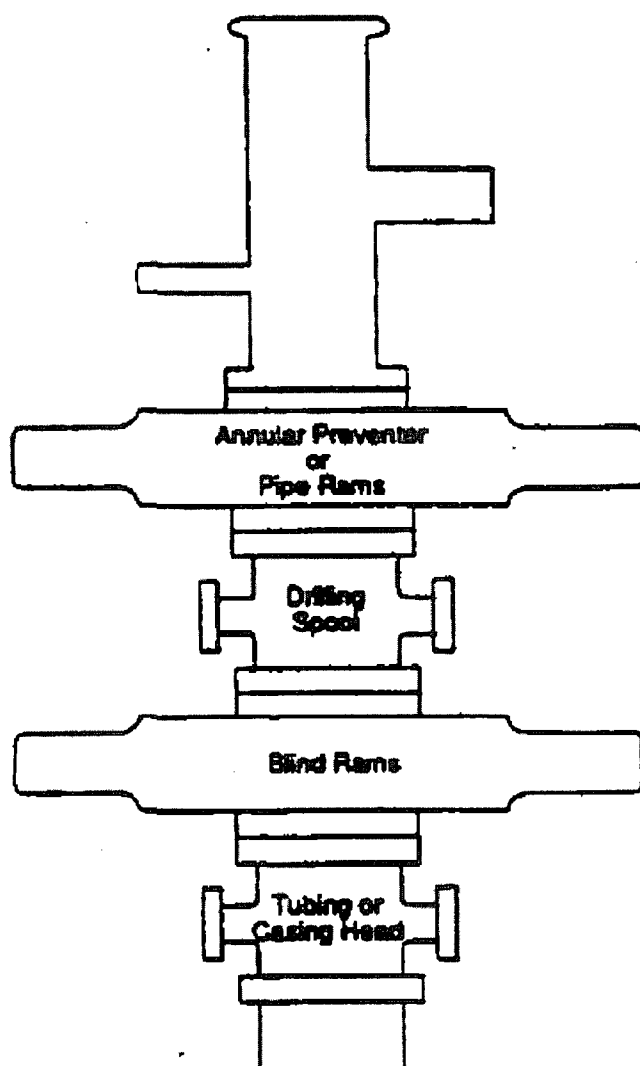 Annular Preventer
or
Pipe Rams
Drilling
Spool
Blind Rams
Tubing or
Casing Head